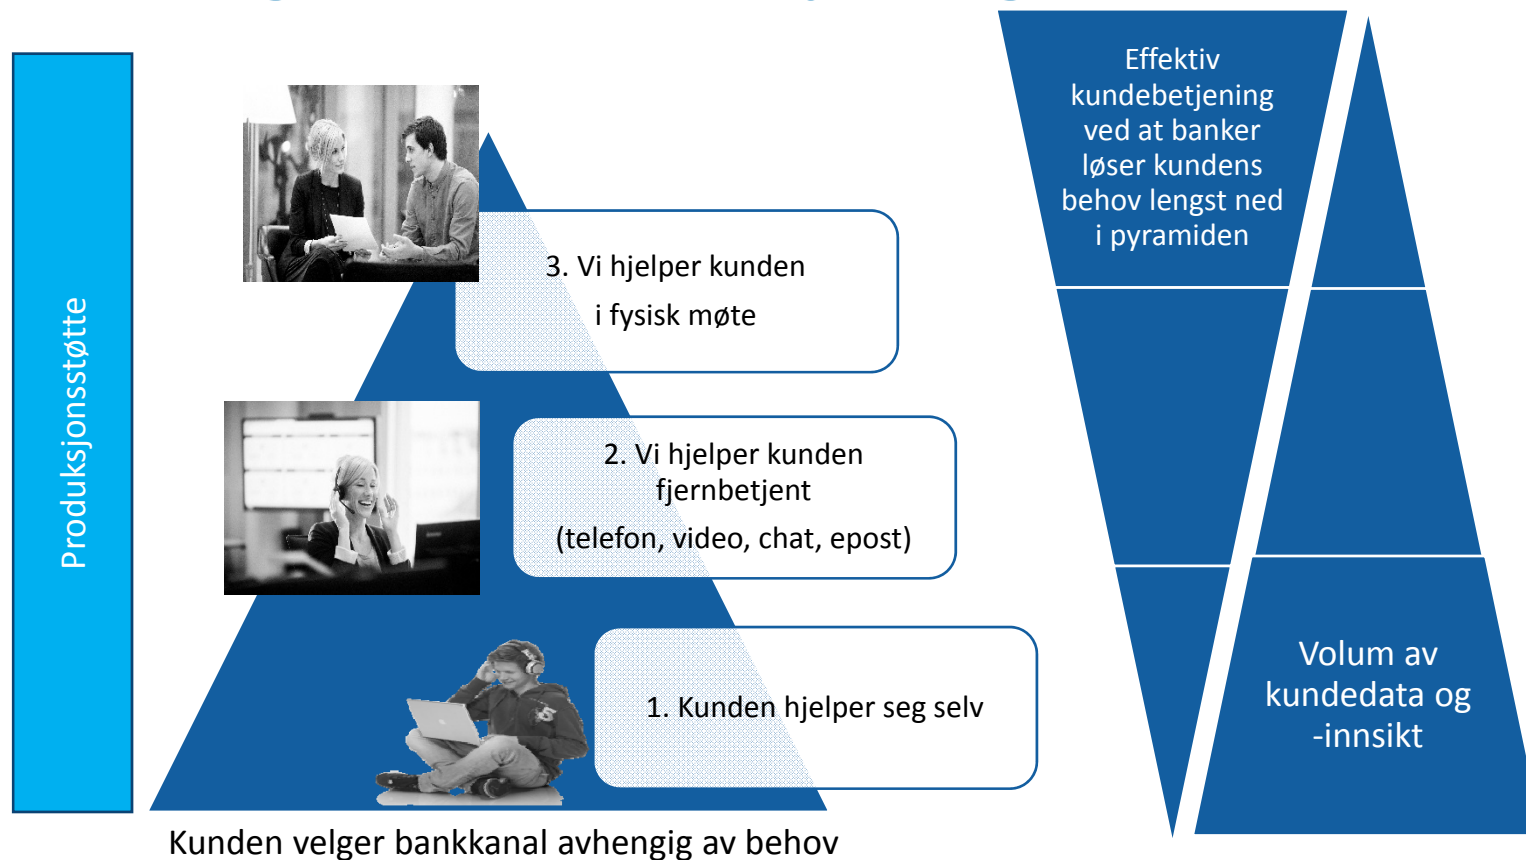 Produksjonsstøtte
3. Vi hjelper kunden
i fysisk møte
2. Vi hjelper kunden
fjernbetjent
(telefon, video, chat, epost)
1. Kunden hjelper seg selv
Kunden velger bankkanal avhengig av behov
Effektiv
kundebetjening
ved at banker
løser kundens
behov lengst ned
i pyramiden
Volum av
kundedata og
-innsikt